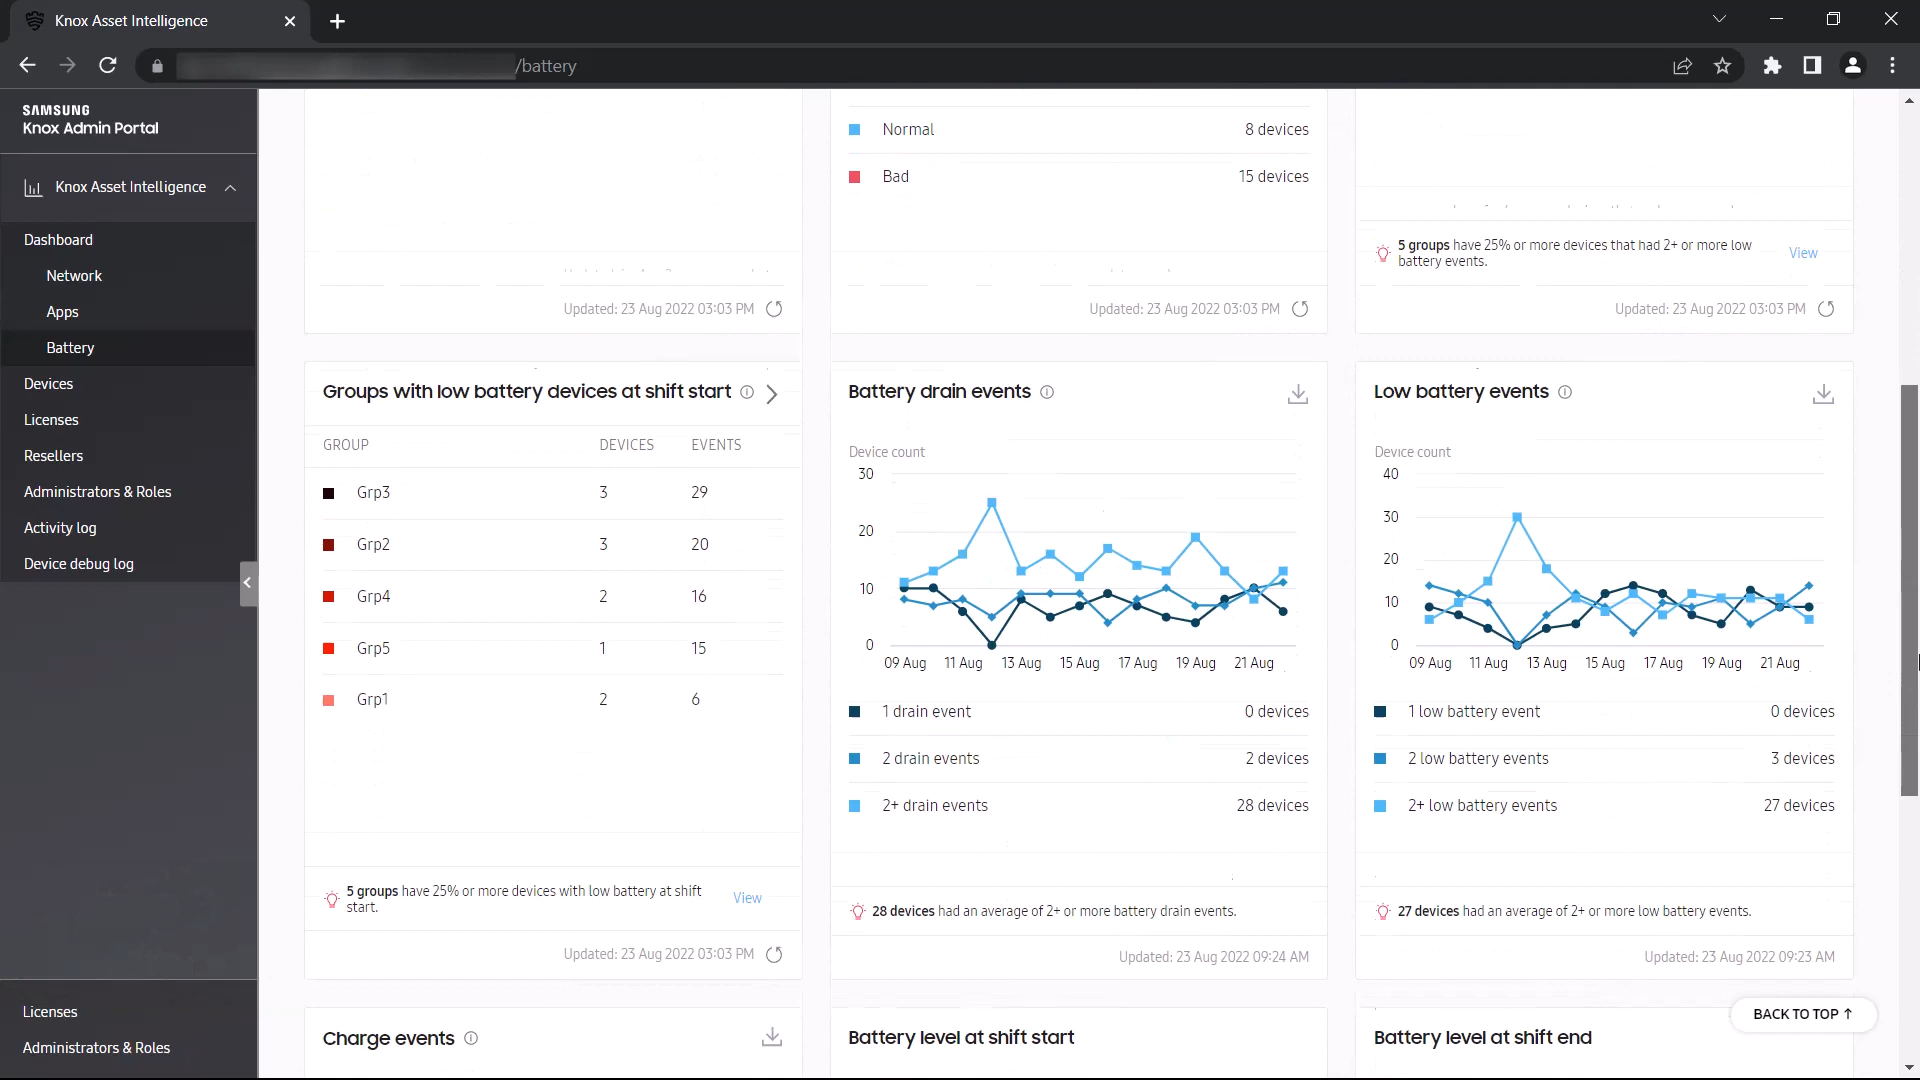 Knox Asset Intelligence
/battery
SAMSUNG
Knox Admin Portal
Knox Asset Intelligence
Dashboard
Network
Apps
Battery
Devices
Licenses
Resellers
Administrators & Roles
Activity log
Device debug log
Licenses
Administrators & Roles
Updated: 23 Aug 2022 03:03 PM
Normal 8 devices
Bad 15 devices
Updated: 23 Aug 2022 03:03 PM
5 groups have 25% or more devices that had 2+ or more low
battery events.
View
Updated: 23 Aug 2022 03:03 PM
Groups with low battery devices at shift start
GROUP DEVICES EVENTS
Grp3 3 29
Grp2 3 20
Grp4 2 16
Grp5 1 15
Grp1 2 6
5 groups have 25% or more devices with low battery at shift
start.
View
Updated: 23 Aug 2022 03:03 PM
Battery drain events
Device count
30
20
10
0
09 Aug 11 Aug 13 Aug 15 Aug 17 Aug 19 Aug 21 Aug
1 drain event 0 devices
2 drain events 2 devices
2+ drain events 28 devices
28 devices had an average of 2+ or more battery drain events.
Updated: 23 Aug 2022 09:24 AM
Low battery events
Device count
40
30
20
10
0
09 Aug 11 Aug 13 Aug 15 Aug 17 Aug 19 Aug 21 Aug
1 low battery event 0 devices
2 low battery events 3 devices
2+ low battery events 27 devices
27 devices had an average of 2+ or more low battery events.
Updated: 23 Aug 2022 09:23 AM
BACK TO TOP ↑
Charge events
Battery level at shift start
Battery level at shift end